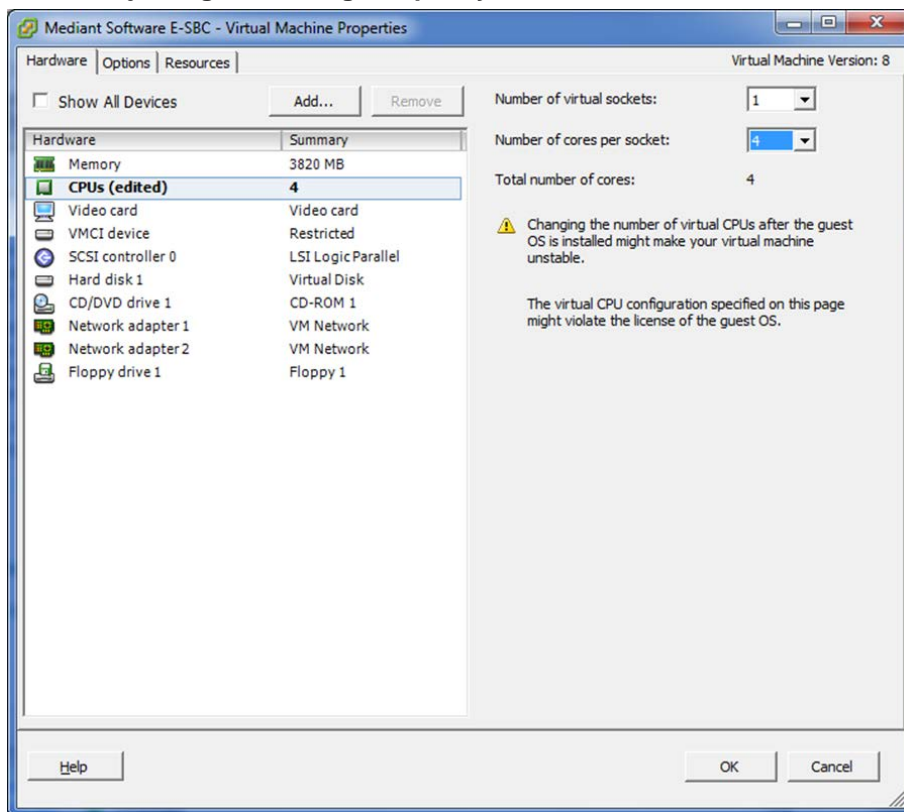 Mediant Software E-SBC - Virtual Machine Properties
Hardware Options Resources
Virtual Machine Version: 8
Show All Devices
Add...
Remove
Hardware Summary
Memory 3820 MB
CPUs (edited) 4
Video card Video card
VMCI device Restricted
SCSI controller 0 LSI Logic Parallel
Hard disk 1 Virtual Disk
CD/DVD drive 1 CD-ROM 1
Network adapter 1 VM Network
Network adapter 2 VM Network
Floppy drive 1 Floppy 1
Number of virtual sockets: 1
Number of cores per socket: 4
Total number of cores: 4
Changing the number of virtual CPUs after the guest
OS is installed might make your virtual machine
unstable.
The virtual CPU configuration specified on this page
might violate the license of the guest OS.
Help
OK
Cancel